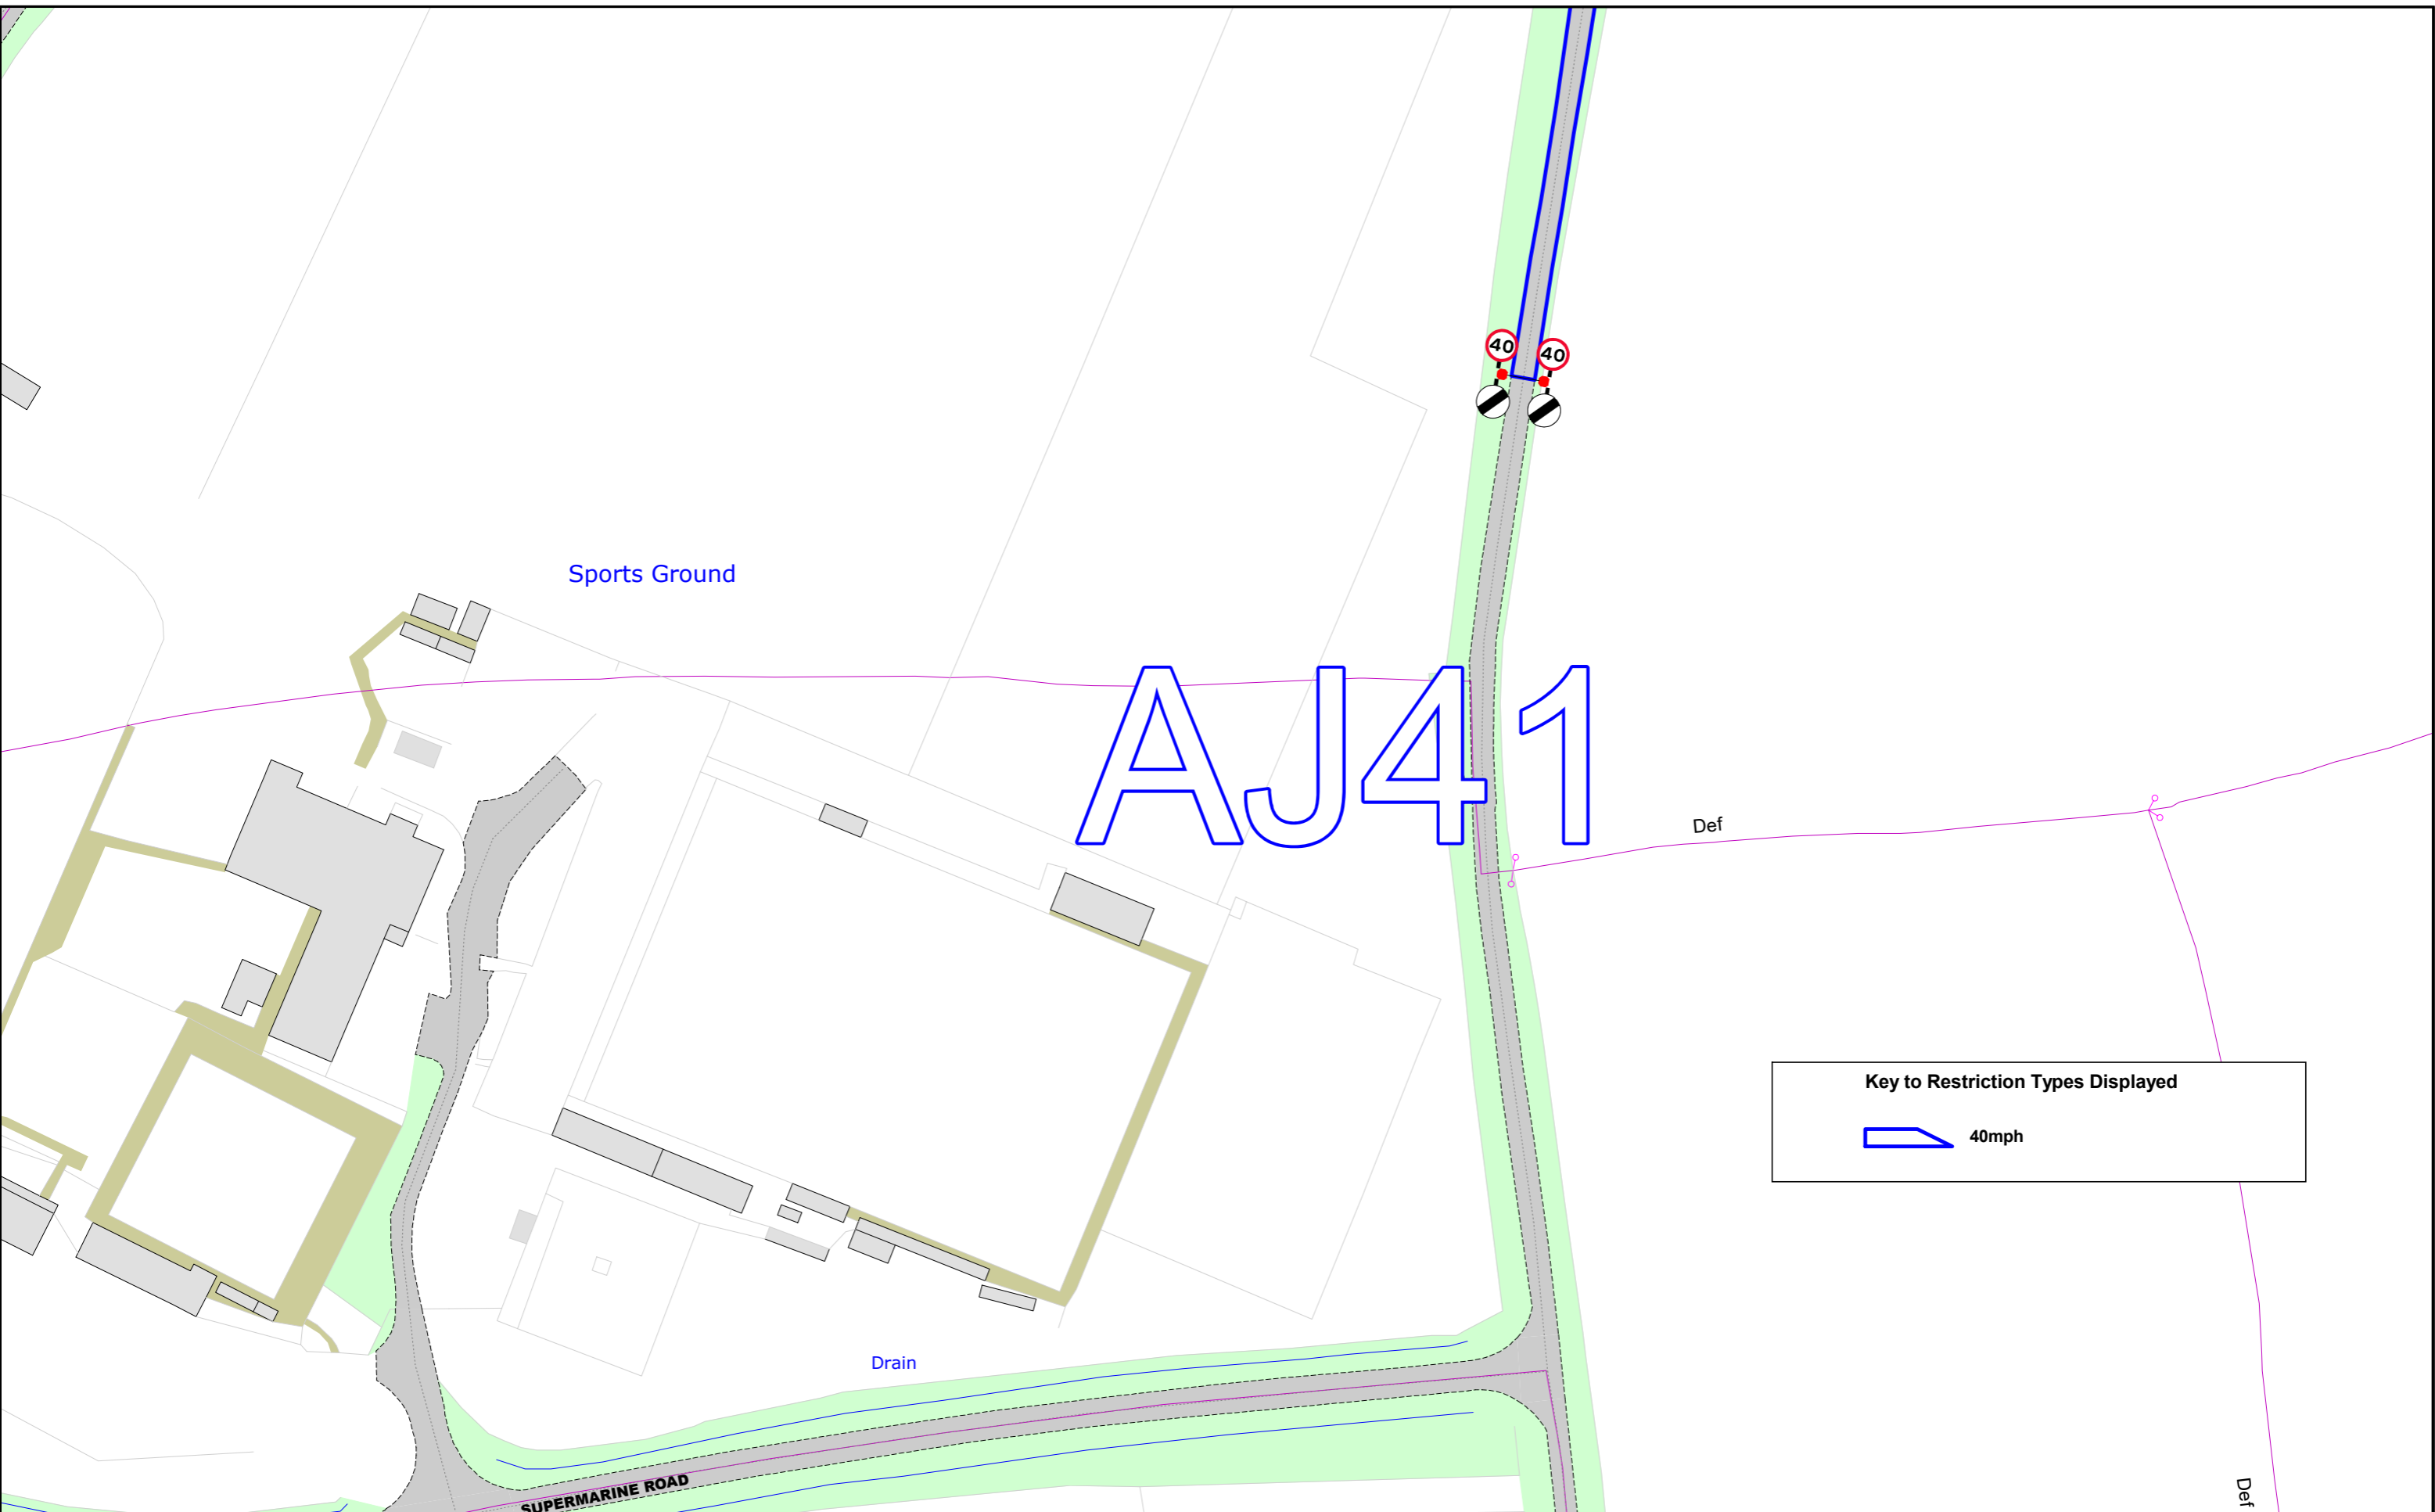 40
40
Sports Ground
AJ41
Def
Key to Restriction Types Displayed
40mph
Drain
SUPERMARINE ROAD
Def